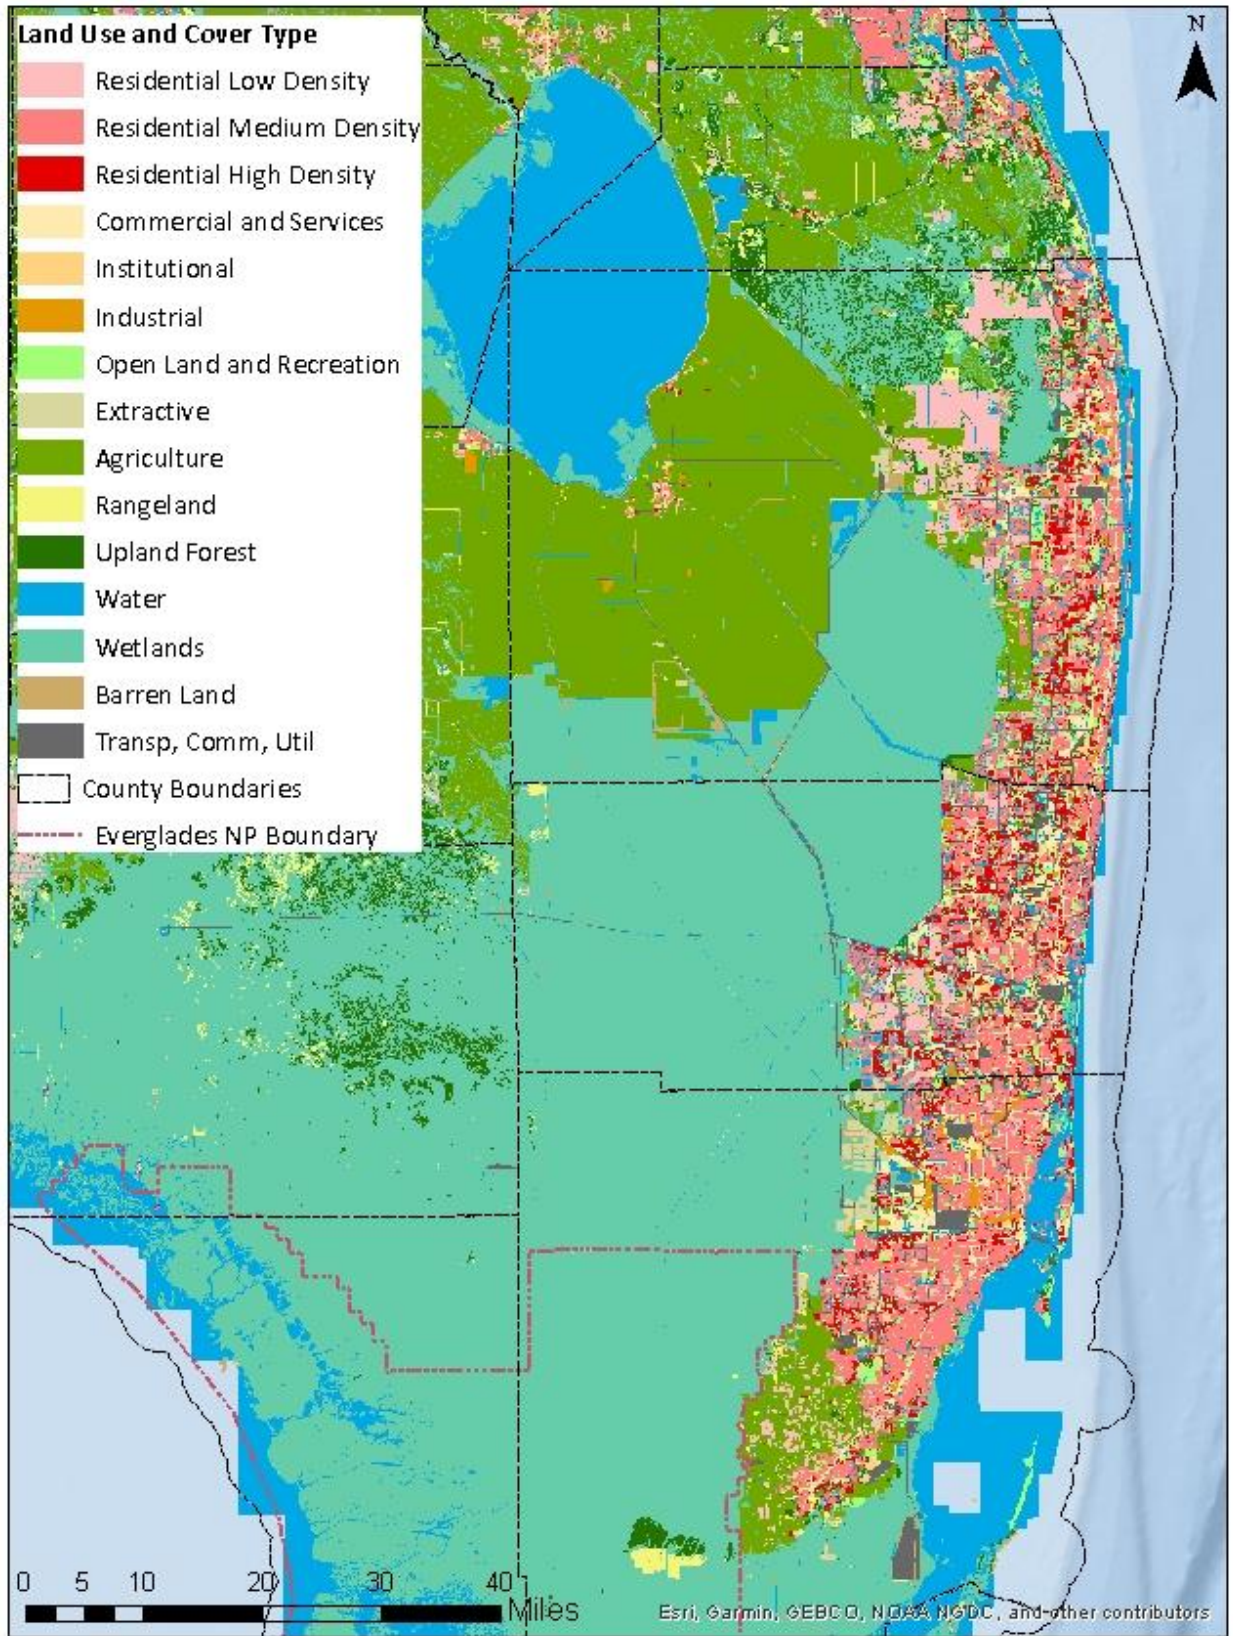 Land Use and Cover Type
Residential Low Density
Residential Medium Density
Residential High Density
Commercial and Services
Institutional
Industrial
Open Land and Recreation
Extractive
Agriculture
Rangeland
Upland Forest
Water
Wetlands
Barren Land
Transp, Comm, Util
County Boundaries
Everglades NP Boundary
N
0 5 10 20 30 40
Miles
Esri, Garmin, GEBCO, NOAA NGDC, and other contributors